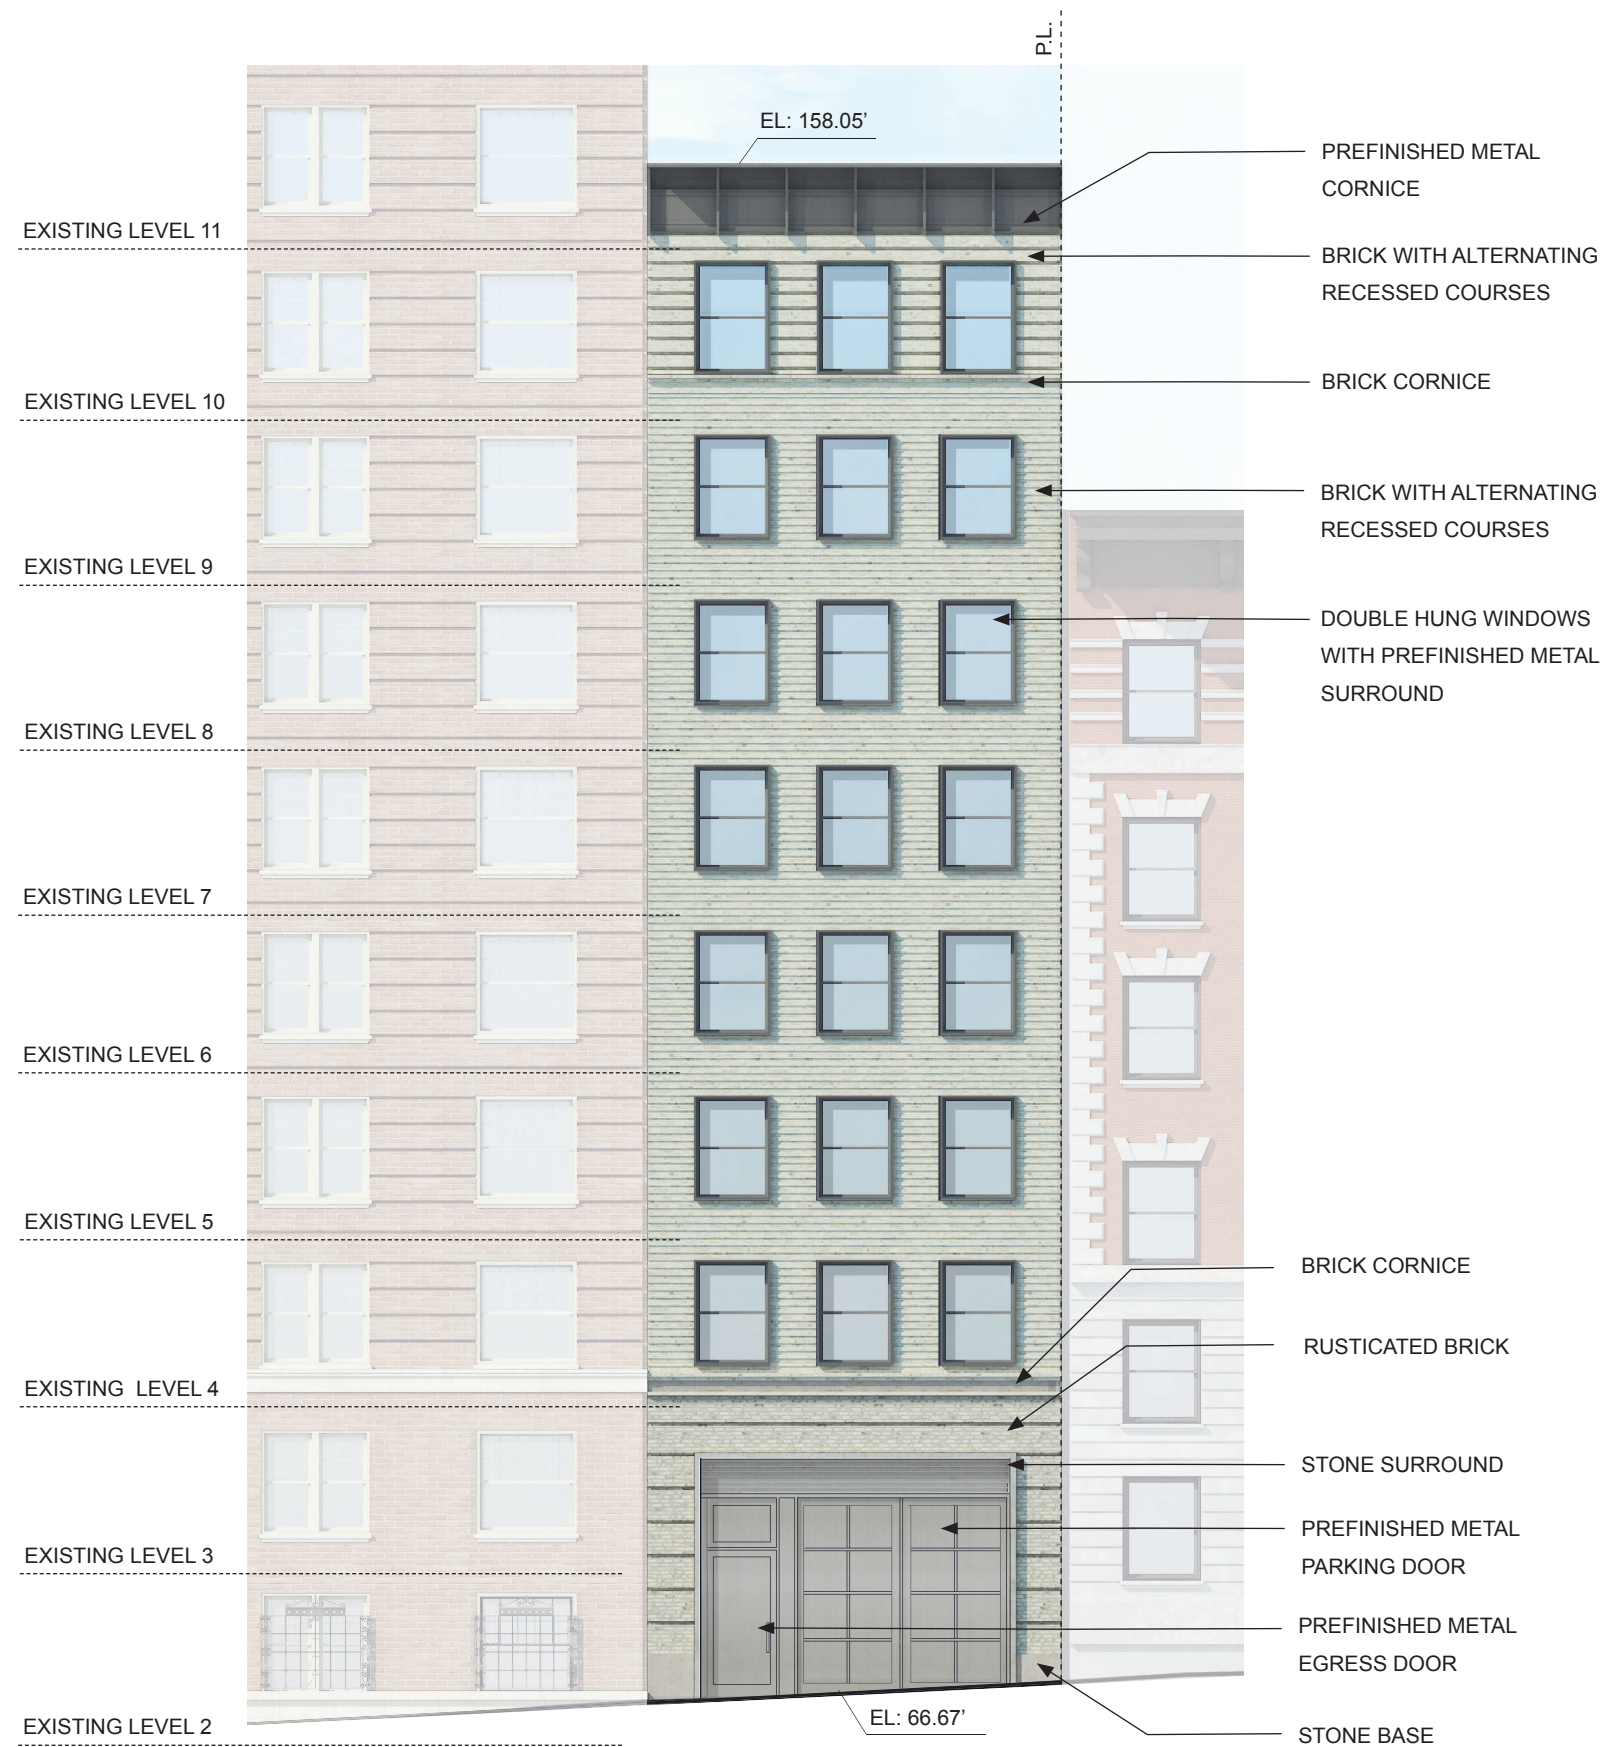 P.L.
EL: 158.05’
PREFINISHED METAL
CORNICE
EXISTING LEVEL 11
BRICK WITH ALTERNATING
RECESSED COURSES
BRICK CORNICE
EXISTING LEVEL 10
BRICK WITH ALTERNATING
RECESSED COURSES
EXISTING LEVEL 9
DOUBLE HUNG WINDOWS
WITH PREFINISHED METAL
SURROUND
EXISTING LEVEL 8
EXISTING LEVEL 7
EXISTING LEVEL 6
EXISTING LEVEL 5
BRICK CORNICE
RUSTICATED BRICK
EXISTING LEVEL 4
STONE SURROUND
PREFINISHED METAL
PARKING DOOR
EXISTING LEVEL 3
PREFINISHED METAL
EGRESS DOOR
EL: 66.67’
EXISTING LEVEL 2
STONE BASE